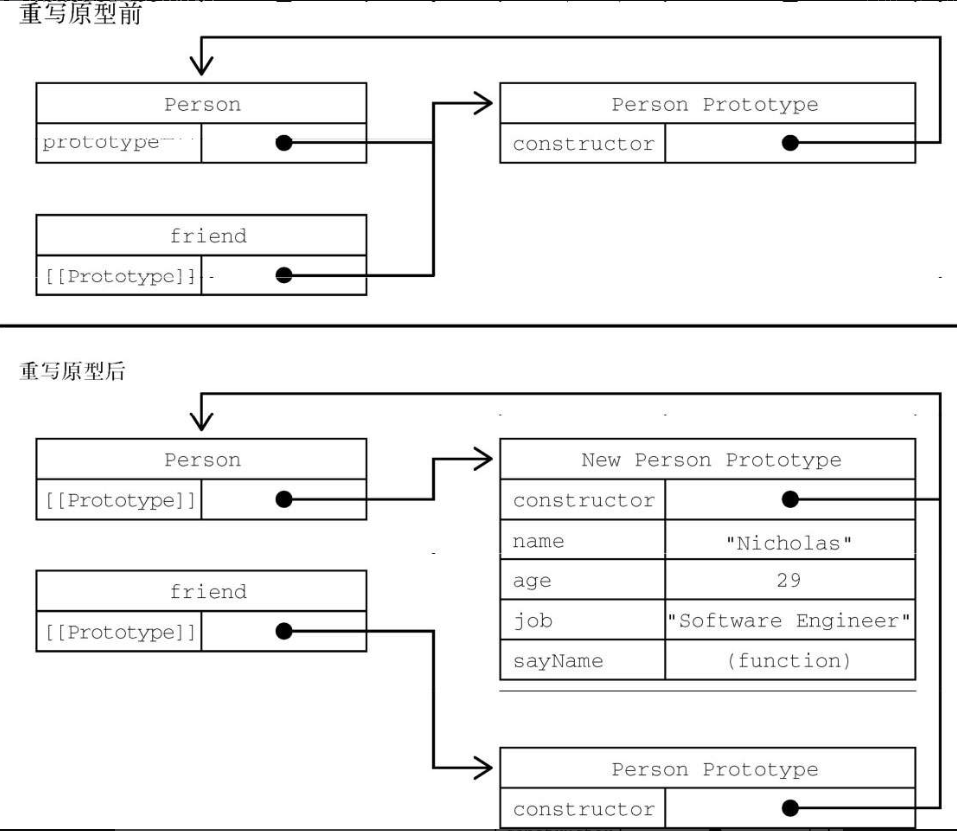 重写原型前
Person
prototype
Person Prototype
constructor
friend
[[Prototype]]
重写原型后
Person
[[Prototype]]
New Person Prototype
constructor
name "Nicholas"
age 29
job "Software Engineer"
sayName (function)
friend
[[Prototype]]
Person Prototype
constructor